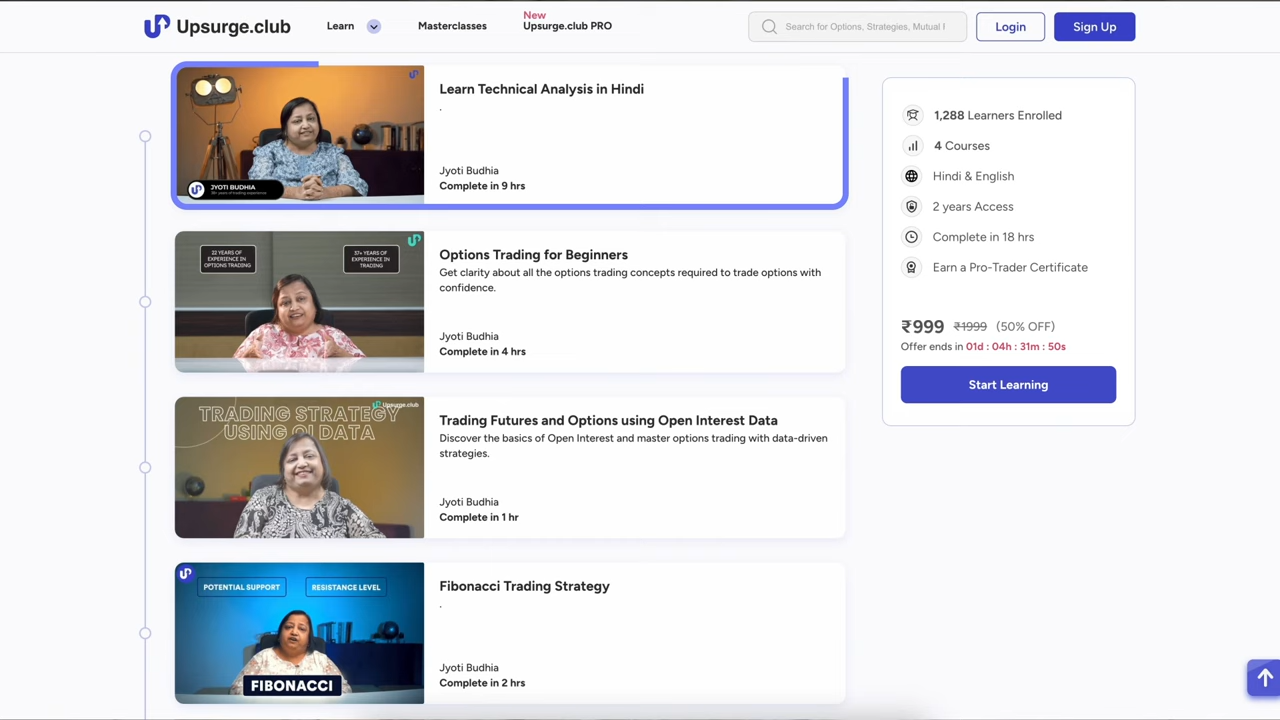 Upsurge.club
Learn
Masterclasses
New
Upsurge.club PRO
Search for Options, Strategies, Mutual F
Login
Sign Up
JYOTI BUDHIA
Learn Technical Analysis in Hindi
.
Jyoti Budhia
Complete in 9 hrs
22 YEARS OF
EXPERIENCE IN
OPTIONS TRADING
37+ YEARS OF
EXPERIENCE IN
TRADING
Options Trading for Beginners
Get clarity about all the options trading concepts required to trade options with
confidence.
Jyoti Budhia
Complete in 4 hrs
Upsurge.club
TRADING STRATEGY
USING OI DATA
Trading Futures and Options using Open Interest Data
Discover the basics of Open Interest and master options trading with data-driven
strategies.
Jyoti Budhia
Complete in 1 hr
POTENTIAL SUPPORT
RESISTANCE LEVEL
FIBONACCI
Fibonacci Trading Strategy
.
Jyoti Budhia
Complete in 2 hrs
1,288 Learners Enrolled
4 Courses
Hindi & English
2 years Access
Complete in 18 hrs
Earn a Pro-Trader Certificate
₹999 ₹1999 (50% OFF)
Offer ends in 01d : 04h : 31m : 50s
Start Learning